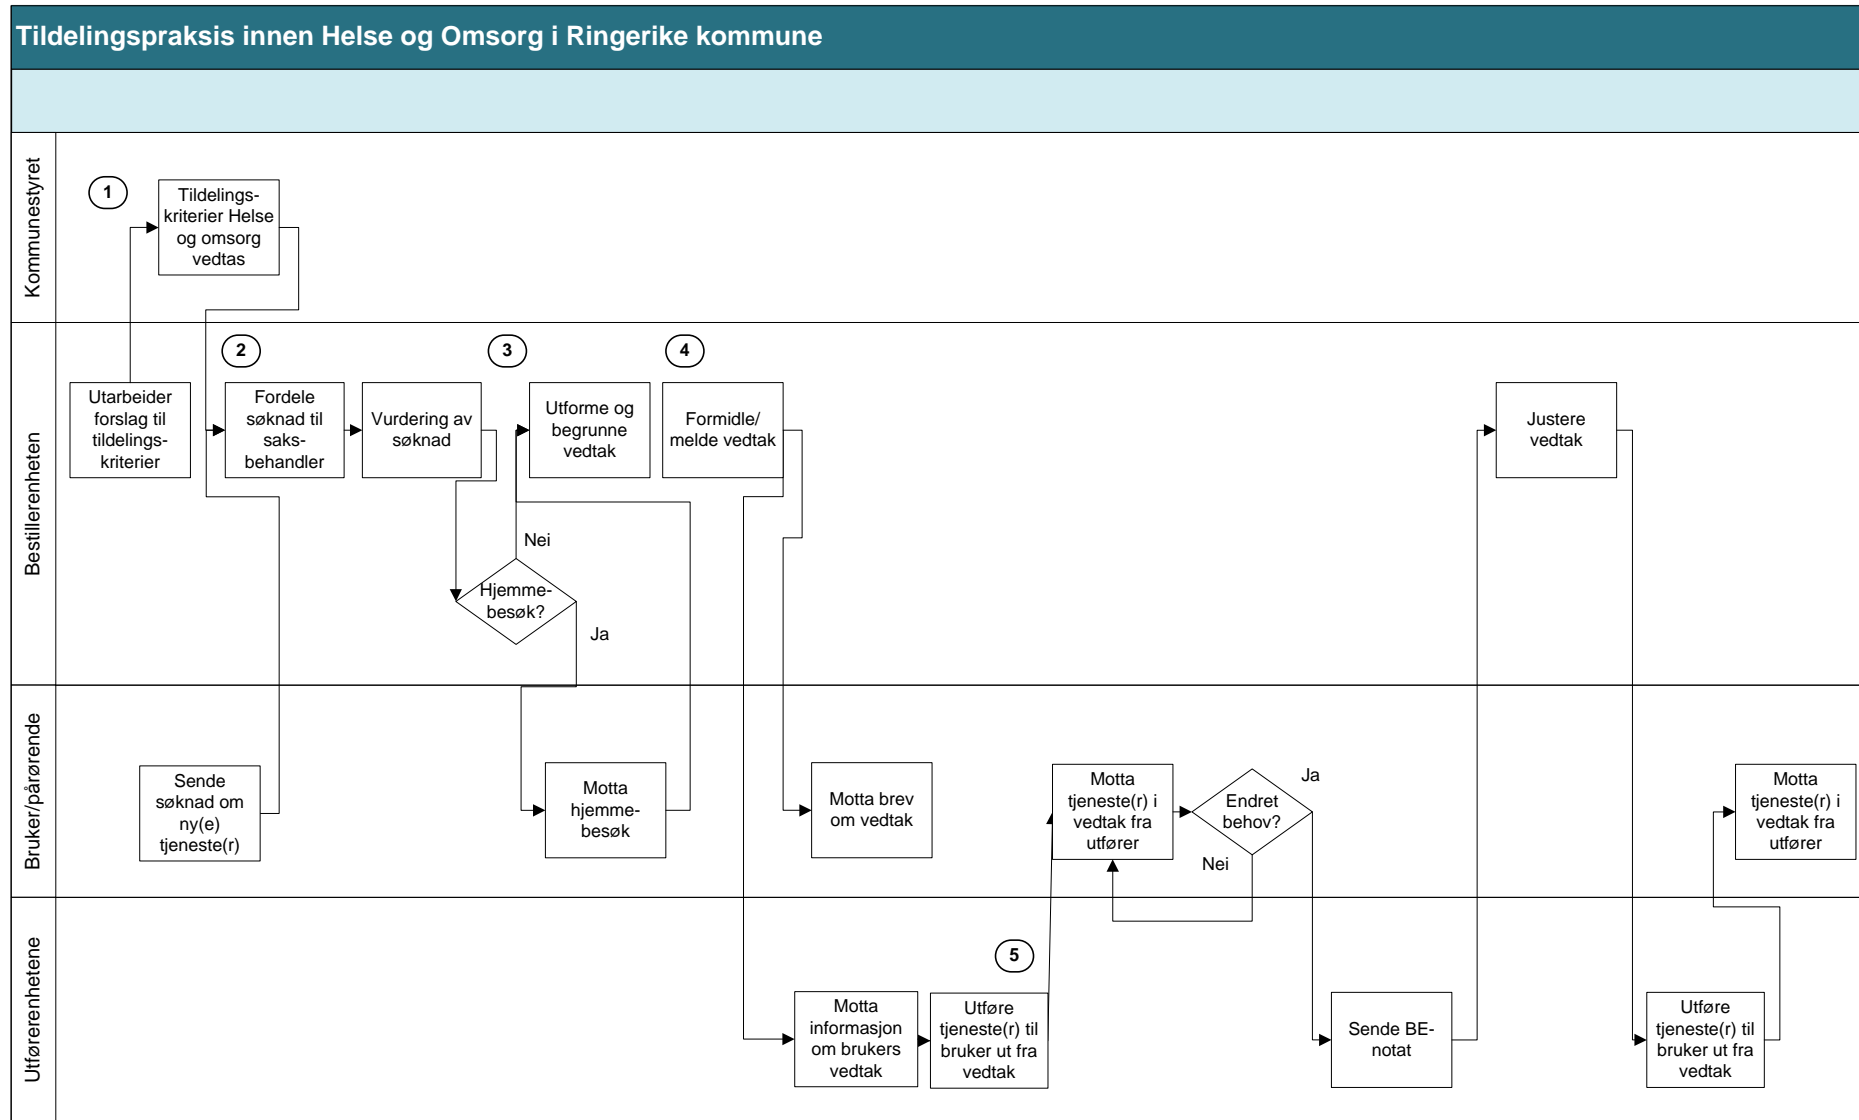 Tildelingspraksis innen Helse og Omsorg i Ringerike kommune
Kommunestyret
1
Tildelings-
kriterier Helse
og omsorg
vedtas
Bestillerenheten
2
3
4
Utarbeider
forslag til
tildelings-
kriterier
Fordele
søknad til
saks-
behandler
Vurdering av
søknad
Utforme og
begrunne
vedtak
Formidle/
melde vedtak
Justere
vedtak
Nei
Hjemme-
besøk?
Ja
Bruker/pårørende
Sende
søknad om
ny(e)
tjeneste(r)
Motta
hjemme-
besøk
Motta brev
om vedtak
Motta
tjeneste(r) i
vedtak fra
utfører
Endret
behov?
Ja
Nei
Motta
tjeneste(r) i
vedtak fra
utfører
Utførerenhetene
5
Motta
informasjon
om brukers
vedtak
Utføre
tjeneste(r) til
bruker ut fra
vedtak
Sende BE-
notat
Utføre
tjeneste(r) til
bruker ut fra
vedtak